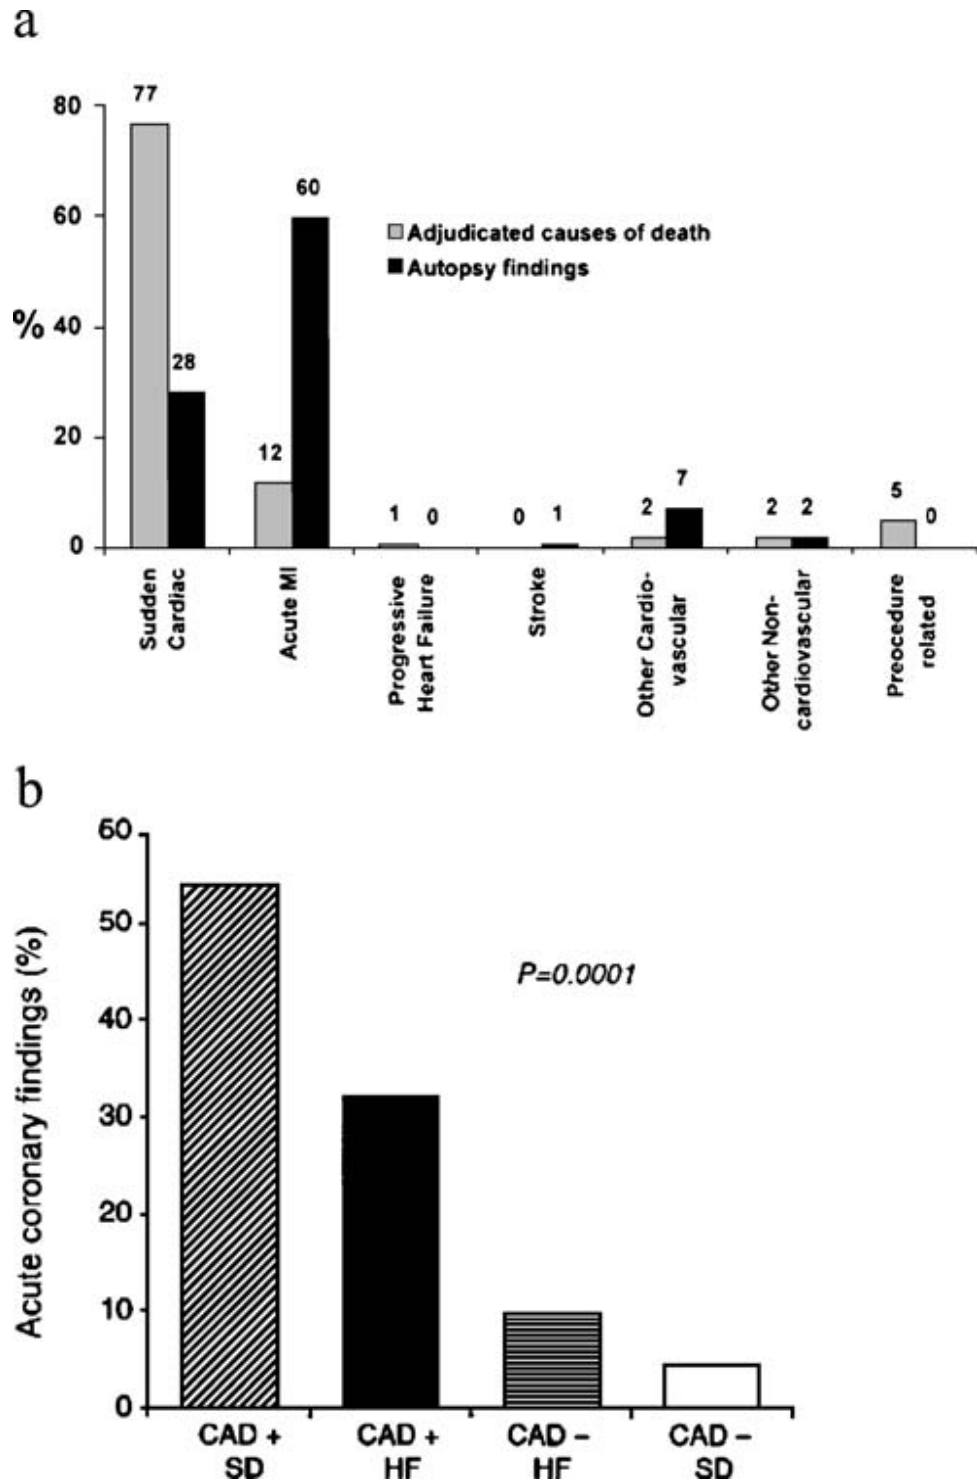 a
80
60
% 40
20
0
77
28
12
60
1
0
0
1
2
7
2
2
5
0
Adjudicated causes of death
Autopsy findings
Sudden
Cardiac
Acute MI
Progressive
Heart Failure
Stroke
Other Cardio-
vascular
Other Non-
cardiovascular
Preocedure
rolated
b
Acute coronary findings (%)
60
50
40
30
20
10
0
P=0.0001
CAD +
SD
CAD +
HF
CAD –
HF
CAD –
SD